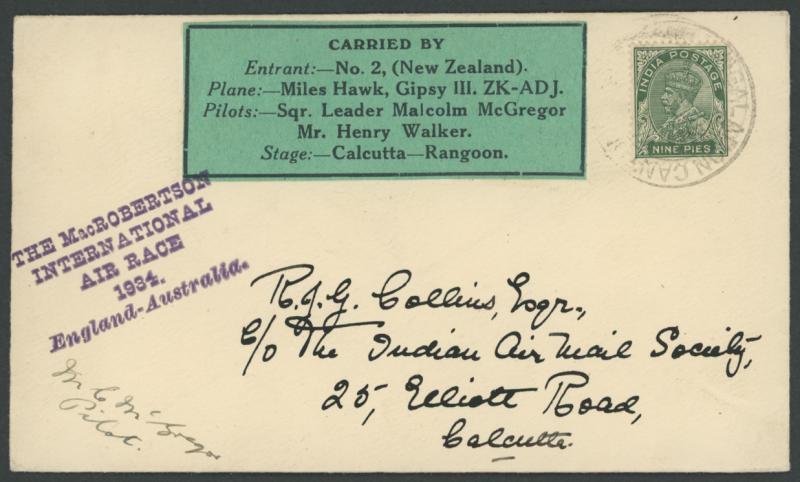 CARRIED BY
Entrant:—No. 2, (New Zealand).
Plane:—Miles Hawk, Gipsy III. ZK-ADJ.
Pilots:—Sqr. Leader Malcolm McGregor
Mr. Henry Walker.
Stage:—Calcutta—Rangoon.
INDIA POSTAGE
NINE PIES
THE MacROBERTSON
INTERNATIONAL
AIR RACE
1934.
England-Australia.
R.J.G. Collins, Esqr.,
C/o The Indian Air Mail Society,
25, Elliott Road,
Calcutta.
M C McGregor
Pilot.